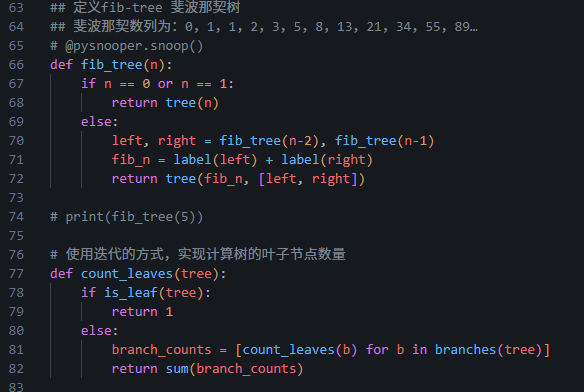 63 ## 定义fib-tree 斐波那契树
64 ## 斐波那契数列为：0, 1, 1, 2, 3, 5, 8, 13, 21, 34, 55, 89…
65 # @pysnooper.snoop()
66 def fib_tree(n):
67     if n == 0 or n == 1:
68         return tree(n)
69     else:
70         left, right = fib_tree(n-2), fib_tree(n-1)
71         fib_n = label(left) + label(right)
72         return tree(fib_n, [left, right])
73
74 # print(fib_tree(5))
75
76 # 使用迭代的方式，实现计算树的叶子节点数量
77 def count_leaves(tree):
78     if is_leaf(tree):
79         return 1
80     else:
81         branch_counts = [count_leaves(b) for b in branches(tree)]
82         return sum(branch_counts)
83